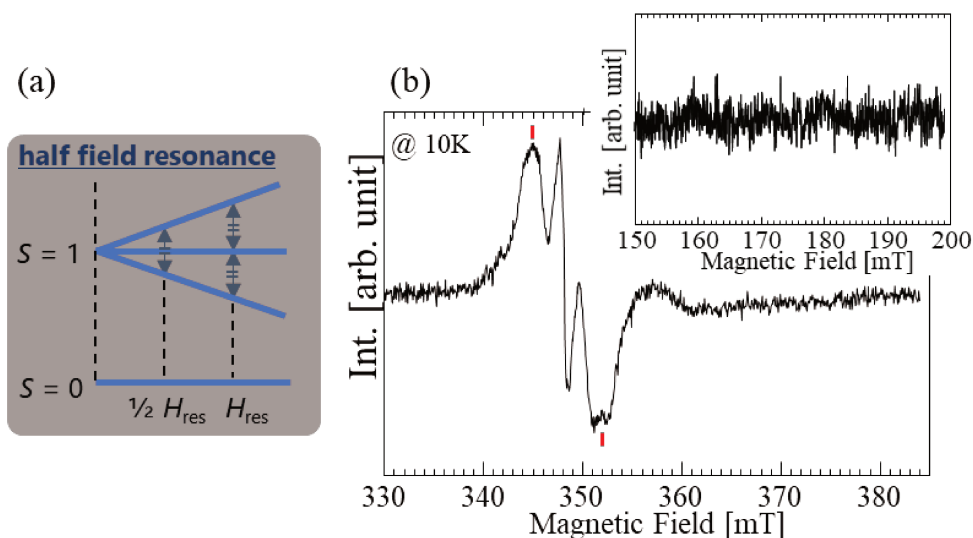 (a)
half field resonance
S = 1
S = 0
½ Hres
Hres
(b)
@ 10K
Int. [arb. unit]
330 340 350 360 370 380
Magnetic Field [mT]
Int. [arb. unit]
150 160 170 180 190 200
Magnetic Field [mT]